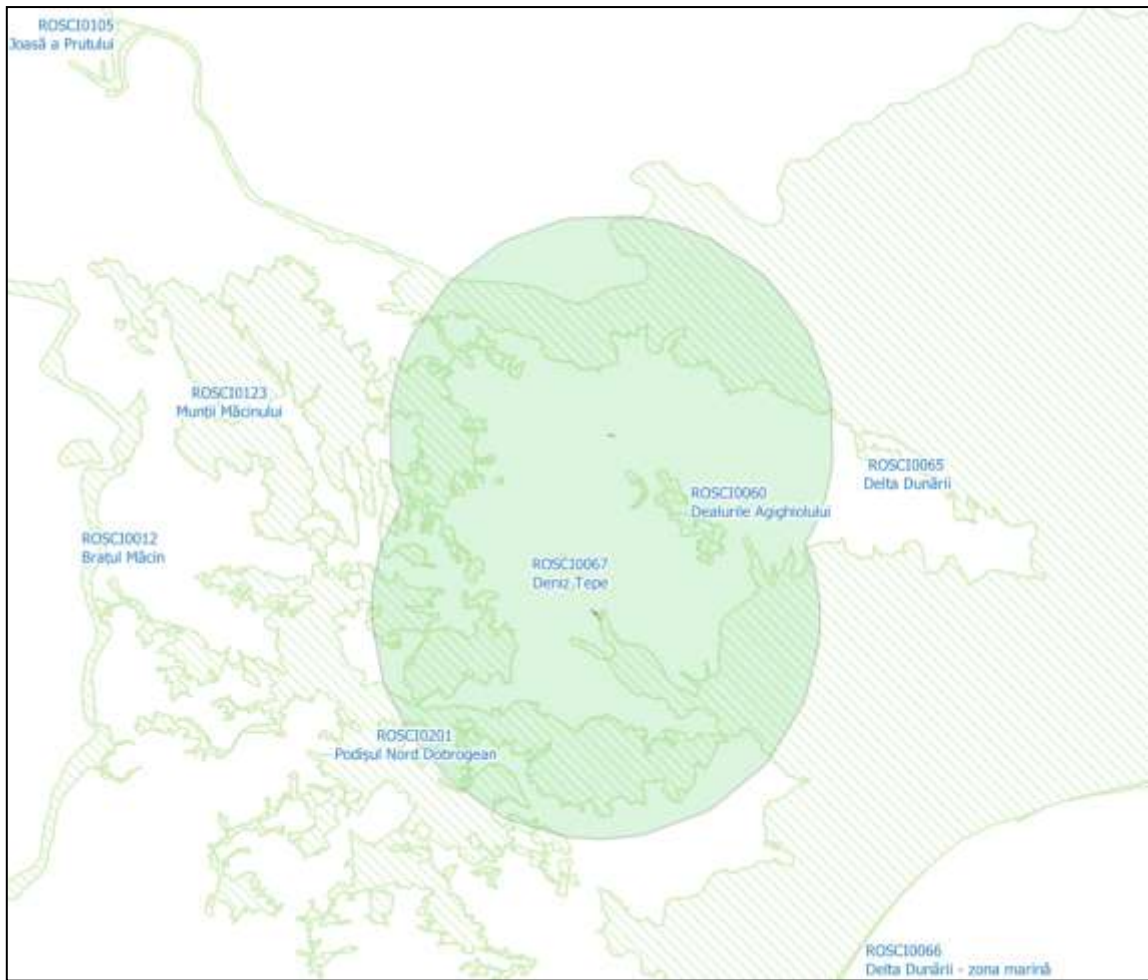 ROSCI0105
Joasă a Prutului
ROSCI0123
Munții Măcinului
ROSCI0065
Delta Dunării
ROSCI0060
Dealurile Agighiolului
ROSCI0012
Brațul Măcin
ROSCI0067
Deniz Tepe
ROSCI0201
Podișul Nord Dobrogean
ROSCI0066
Delta Dunării - zona marină